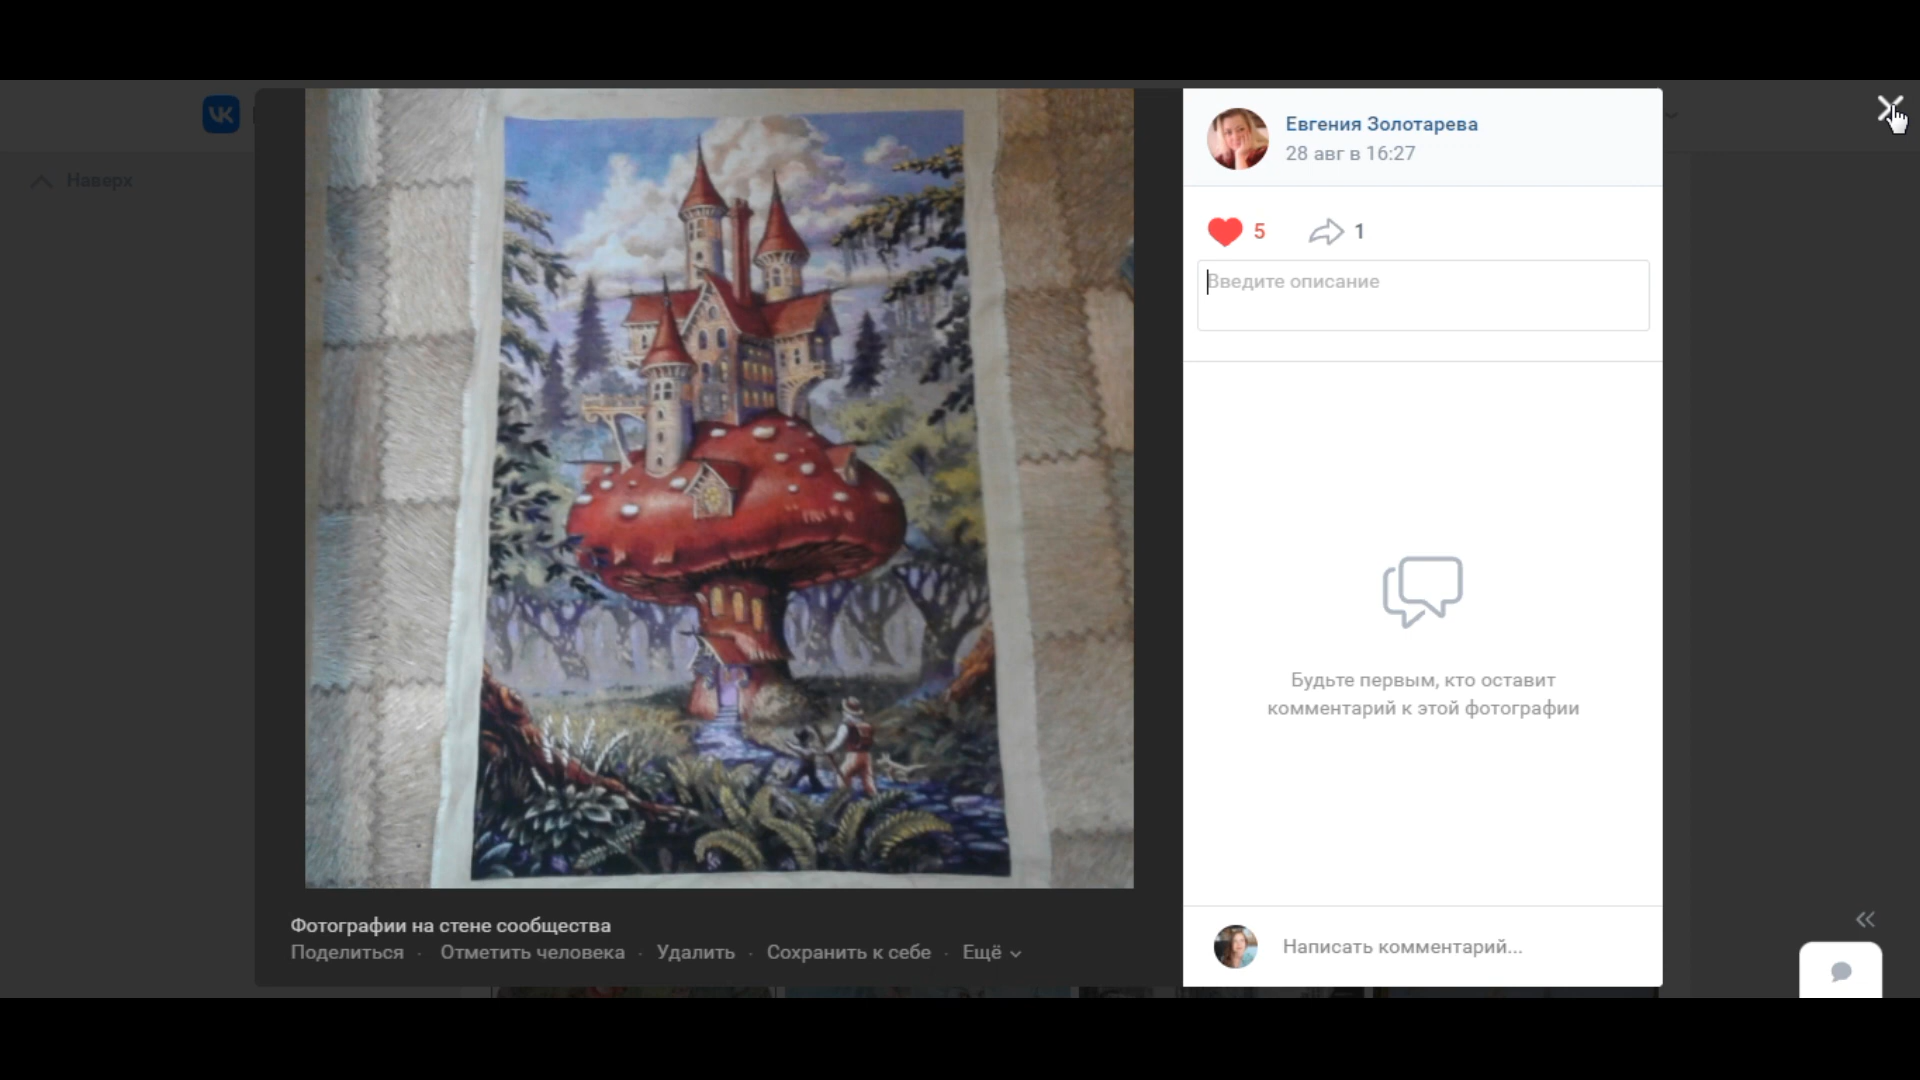 Наверх
Евгения Золотарева
28 авг в 16:27
5
1
Введите описание
Будьте первым, кто оставит
комментарий к этой фотографии
Фотографии на стене сообщества
Поделиться · Отметить человека · Удалить · Сохранить к себе · Ещё
Написать комментарий...